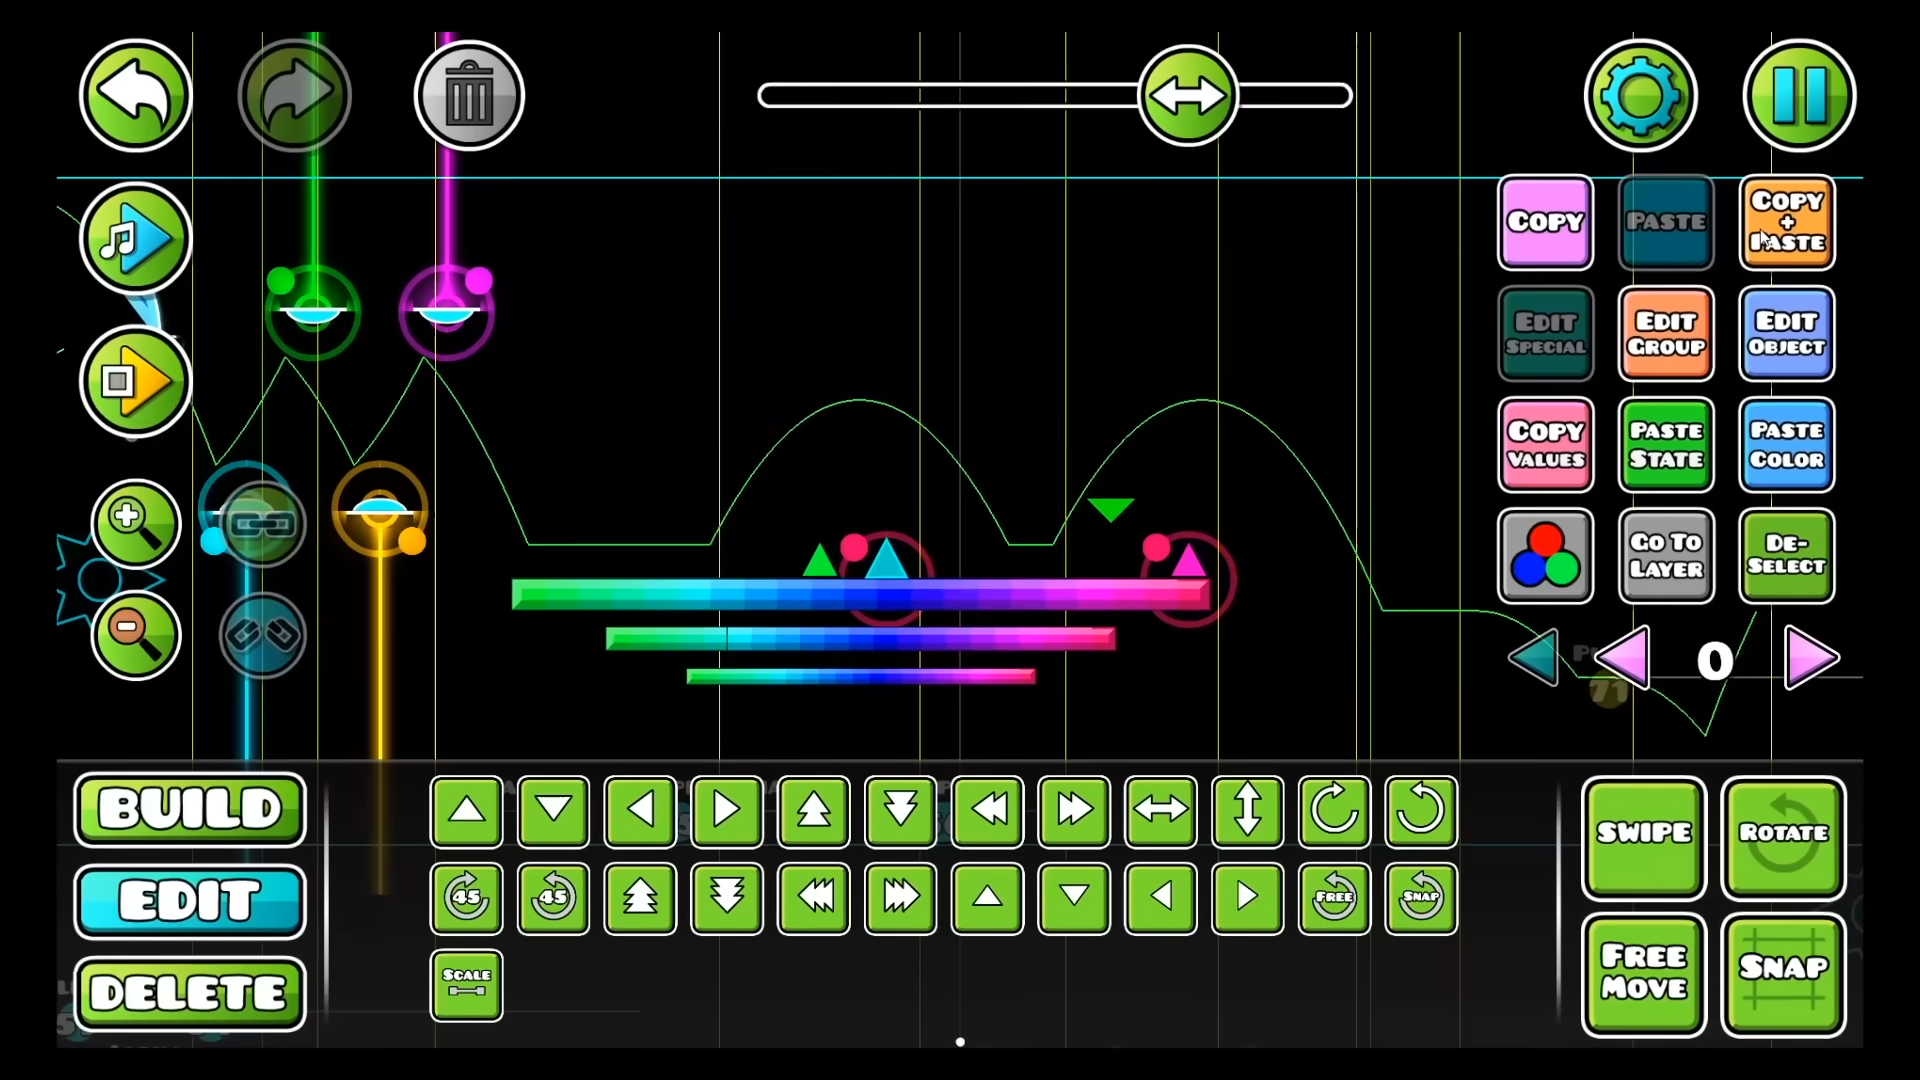 COPY
PASTE
COPY
+
PASTE
EDIT
SPECIAL
EDIT
GROUP
EDIT
OBJECT
COPY
VALUES
PASTE
STATE
PASTE
COLOR
GO TO
LAYER
DE-
SELECT
0
71
BUILD
EDIT
DELETE
45
45
FREE
SNAP
SCALE
SWIPE
ROTATE
FREE
MOVE
SNAP